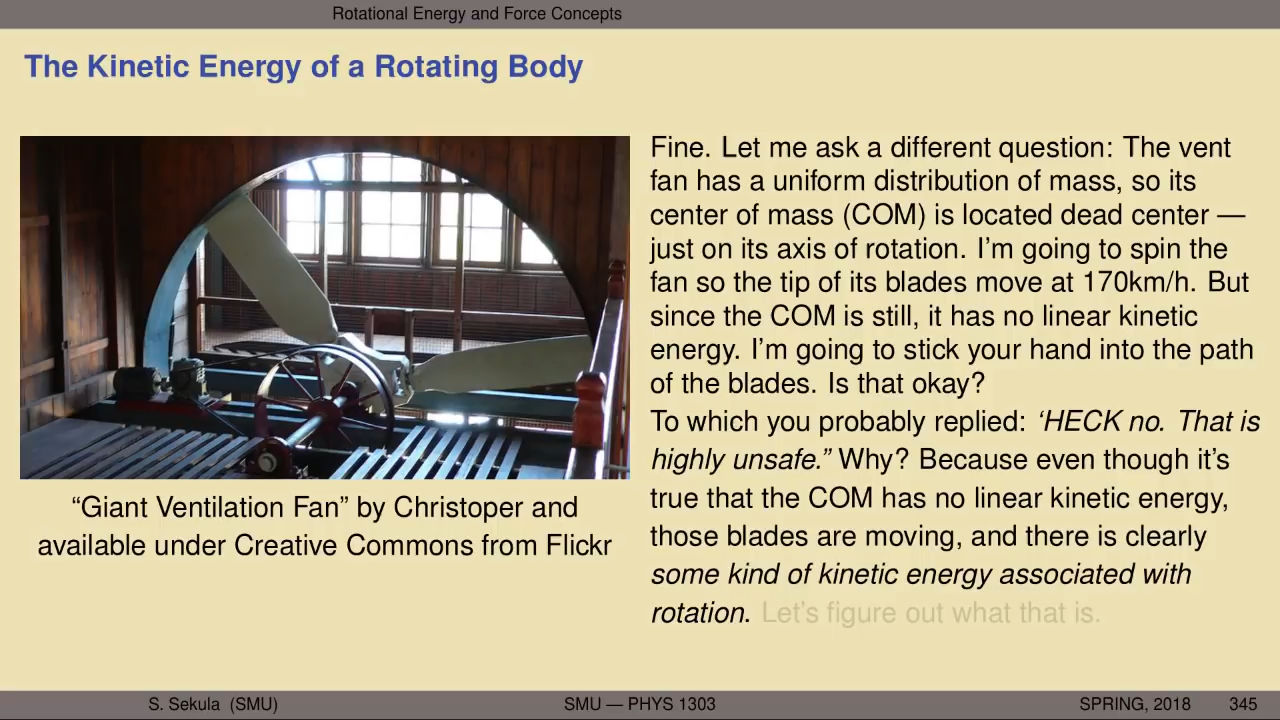 Rotational Energy and Force Concepts
The Kinetic Energy of a Rotating Body
Fine. Let me ask a different question: The vent
fan has a uniform distribution of mass, so its
center of mass (COM) is located dead center —
just on its axis of rotation. I'm going to spin the
fan so the tip of its blades move at 170km/h. But
since the COM is still, it has no linear kinetic
energy. I'm going to stick your hand into the path
of the blades. Is that okay?
To which you probably replied: ‘HECK no. That is
highly unsafe.” Why? Because even though it's
true that the COM has no linear kinetic energy,
those blades are moving, and there is clearly
some kind of kinetic energy associated with
rotation. Let's figure out what that is.
“Giant Ventilation Fan” by Christoper and
available under Creative Commons from Flickr
S. Sekula (SMU)
SMU — PHYS 1303
SPRING, 2018
345